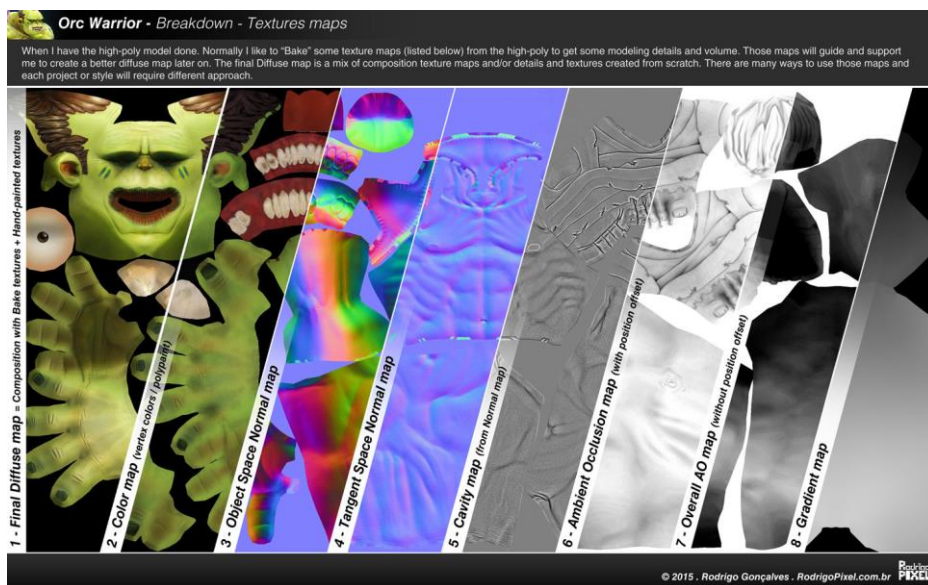 Orc Warrior - Breakdown - Textures maps
When I have the high-poly model done. Normally I like to “Bake” some texture maps (listed below) from the high-poly to get some modeling details and volume. Those maps will guide and support
me to create a better diffuse map later on. The final Diffuse map is a mix of composition texture maps and/or details and textures created from scratch. There are many ways to use those maps and
each project or style will require different approach.
1 - Final Diffuse map = Composition with Bake textures + Hand-painted textures
2 - Color map (vertex colors / polypaint)
3 - Object Space Normal map
4 - Tangent Space Normal map
5 - Cavity map (from Normal map)
6 - Ambient Occlusion map (with position offset)
7 - Overall AO map (without position offset)
8 - Gradient map
© 2015 . Rodrigo Gonçalves . RodrigoPixel.com.br
Rodrigo
PIXEL